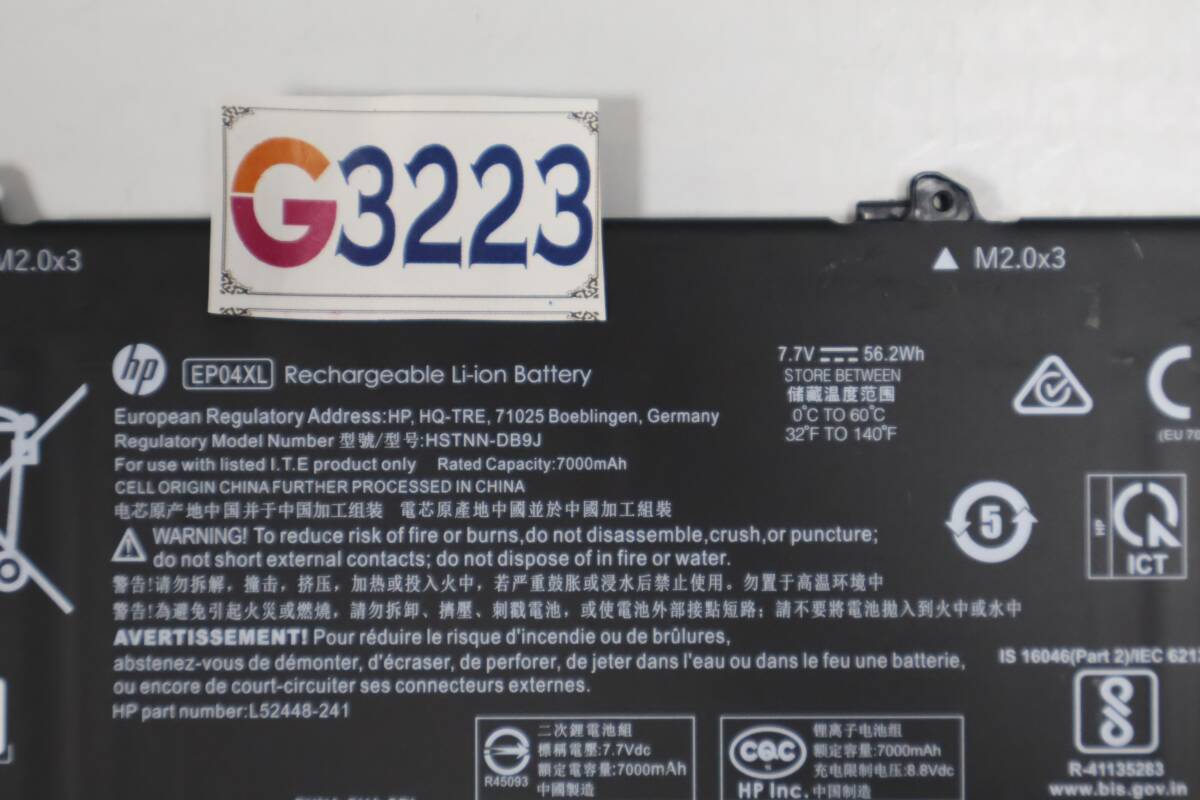 G3223
M2.0x3
M2.0x3
hp EP04XL Rechargeable Li-ion Battery
7.7V 56.2Wh
STORE BETWEEN
储藏温度范围
0°C TO 60°C
32°F TO 140°F
European Regulatory Address:HP, HQ-TRE, 71025 Boeblingen, Germany
Regulatory Model Number 型號/型号:HSTNN-DB9J
For use with listed I.T.E product only Rated Capacity:7000mAh
CELL ORIGIN CHINA FURTHER PROCESSED IN CHINA
电芯原产地中国并于中国加工组装 電芯原產地中國並於中國加工組裝
WARNING! To reduce risk of fire or burns,do not disassemble,crush,or puncture;
do not short external contacts; do not dispose of in fire or water.
警告!请勿拆解，撞击，挤压，加热或投入火中，若严重鼓胀或浸水后禁止使用。勿置于高温环境中
警告!為避免引起火災或燃燒，請勿拆卸、擠壓、刺戳電池，或使電池外部接點短路；請不要將電池拋入到火中或水中
AVERTISSEMENT! Pour réduire le risque d'incendie ou de brûlures,
abstenez-vous de démonter, d'écraser, de perforer, de jeter dans l'eau ou dans le feu une batterie,
ou encore de court-circuiter ses connecteurs externes.
HP part number:L52448-241
(EU
5
HP
ICT
IS 16046(Part 2)/IEC
R-41135283
www.bis.gov.in
R45093
二次鋰電池組
標稱電壓:7.7Vdc
額定電容量:7000mAh
中國製造
CQC
HP Inc.
锂离子电池组
额定容量:7000mAh
充电限制电压:8.8Vdc
中国制造